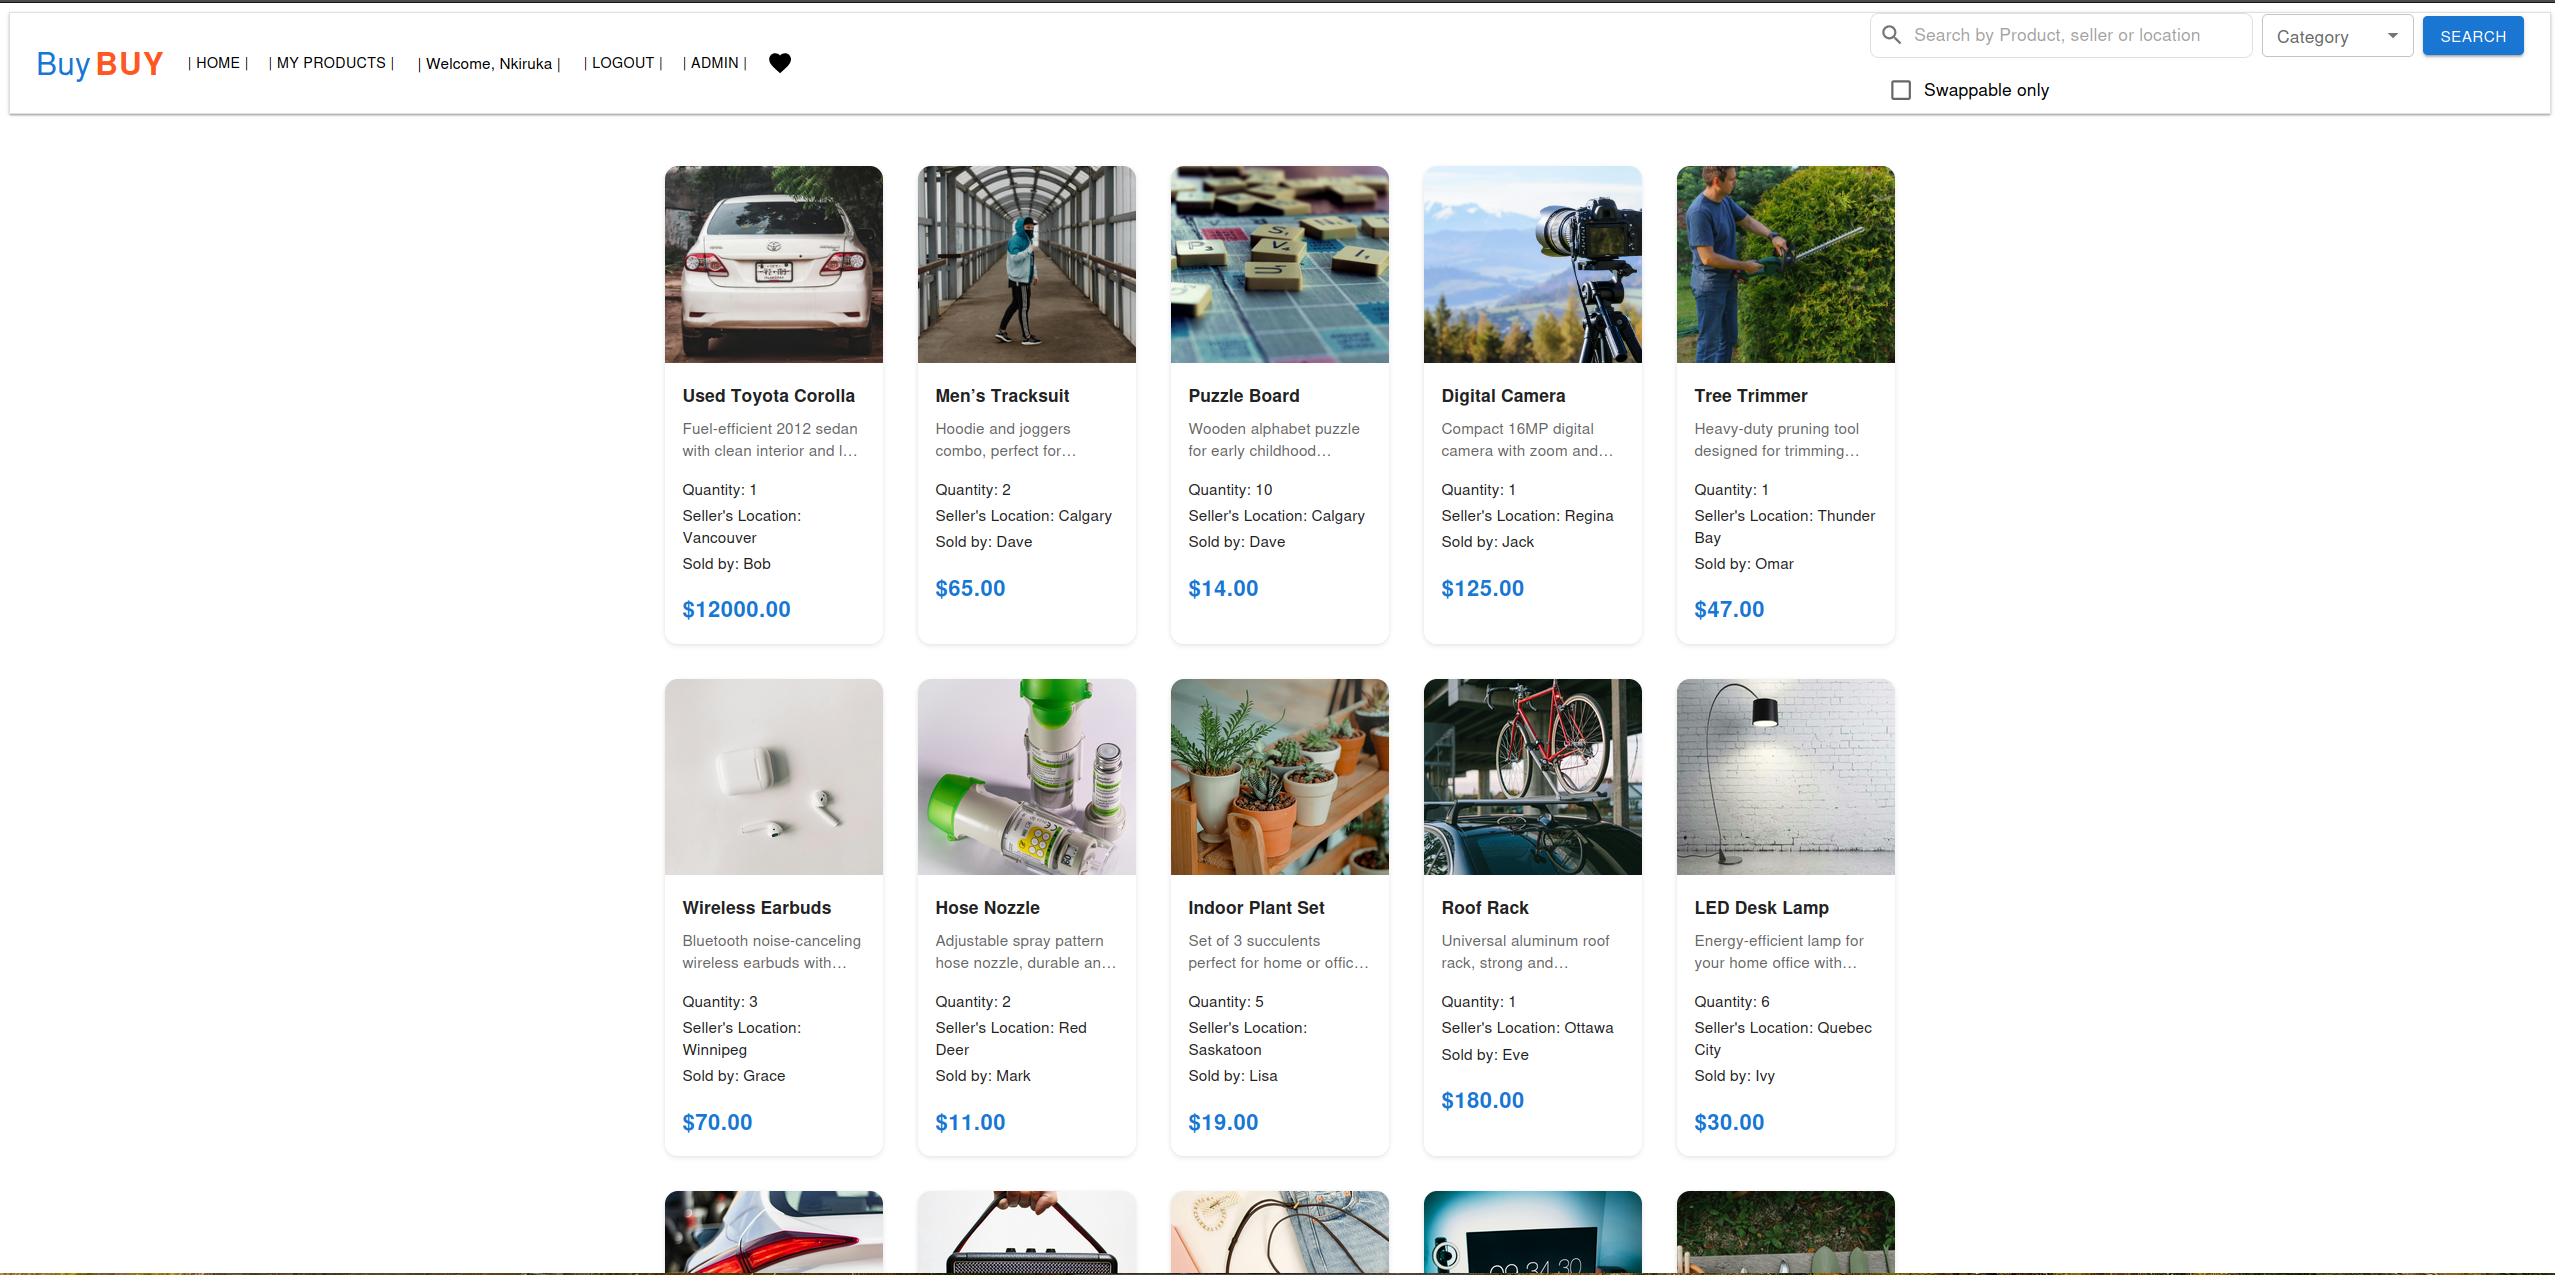 Buy BUY | HOME | | MY PRODUCTS | | Welcome, Nkiruka | | LOGOUT | | ADMIN |
Search by Product, seller or location
Category
SEARCH
Swappable only
Used Toyota Corolla
Fuel-efficient 2012 sedan
with clean interior and l…
Quantity: 1
Seller's Location:
Vancouver
Sold by: Bob
$12000.00
Men’s Tracksuit
Hoodie and joggers
combo, perfect for…
Quantity: 2
Seller's Location: Calgary
Sold by: Dave
$65.00
Puzzle Board
Wooden alphabet puzzle
for early childhood…
Quantity: 10
Seller's Location: Calgary
Sold by: Dave
$14.00
Digital Camera
Compact 16MP digital
camera with zoom and…
Quantity: 1
Seller's Location: Regina
Sold by: Jack
$125.00
Tree Trimmer
Heavy-duty pruning tool
designed for trimming…
Quantity: 1
Seller's Location: Thunder
Bay
Sold by: Omar
$47.00
Wireless Earbuds
Bluetooth noise-canceling
wireless earbuds with…
Quantity: 3
Seller's Location:
Winnipeg
Sold by: Grace
$70.00
Hose Nozzle
Adjustable spray pattern
hose nozzle, durable an…
Quantity: 2
Seller's Location: Red
Deer
Sold by: Mark
$11.00
Indoor Plant Set
Set of 3 succulents
perfect for home or offic…
Quantity: 5
Seller's Location:
Saskatoon
Sold by: Lisa
$19.00
Roof Rack
Universal aluminum roof
rack, strong and…
Quantity: 1
Seller's Location: Ottawa
Sold by: Eve
$180.00
LED Desk Lamp
Energy-efficient lamp for
your home office with…
Quantity: 6
Seller's Location: Quebec
City
Sold by: Ivy
$30.00
09.34.30